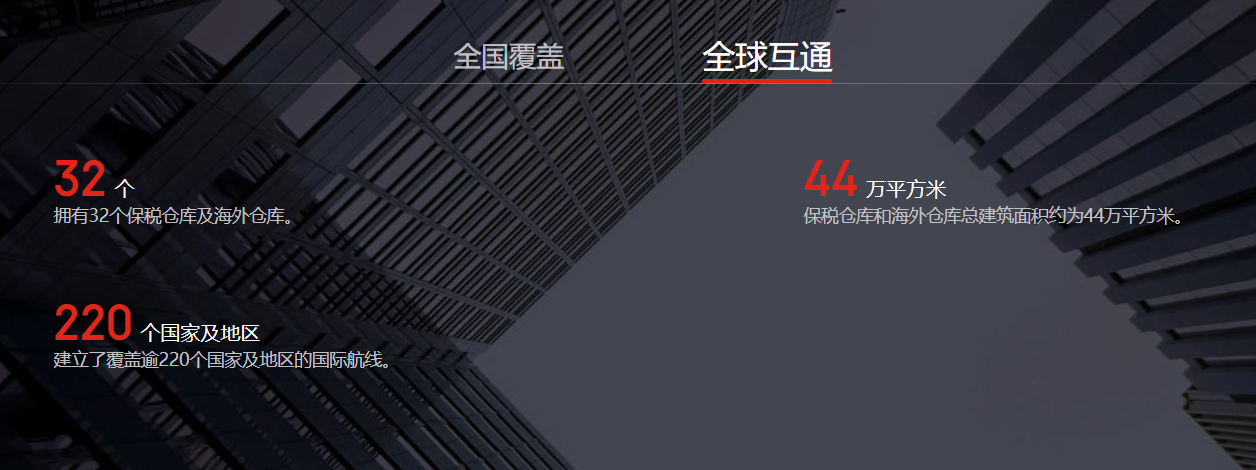 全国覆盖 全球互通
32 个
拥有32个保税仓库及海外仓库。
44 万平方米
保税仓库和海外仓库总建筑面积约为44万平方米。
220 个国家及地区
建立了覆盖逾220个国家及地区的国际航线。